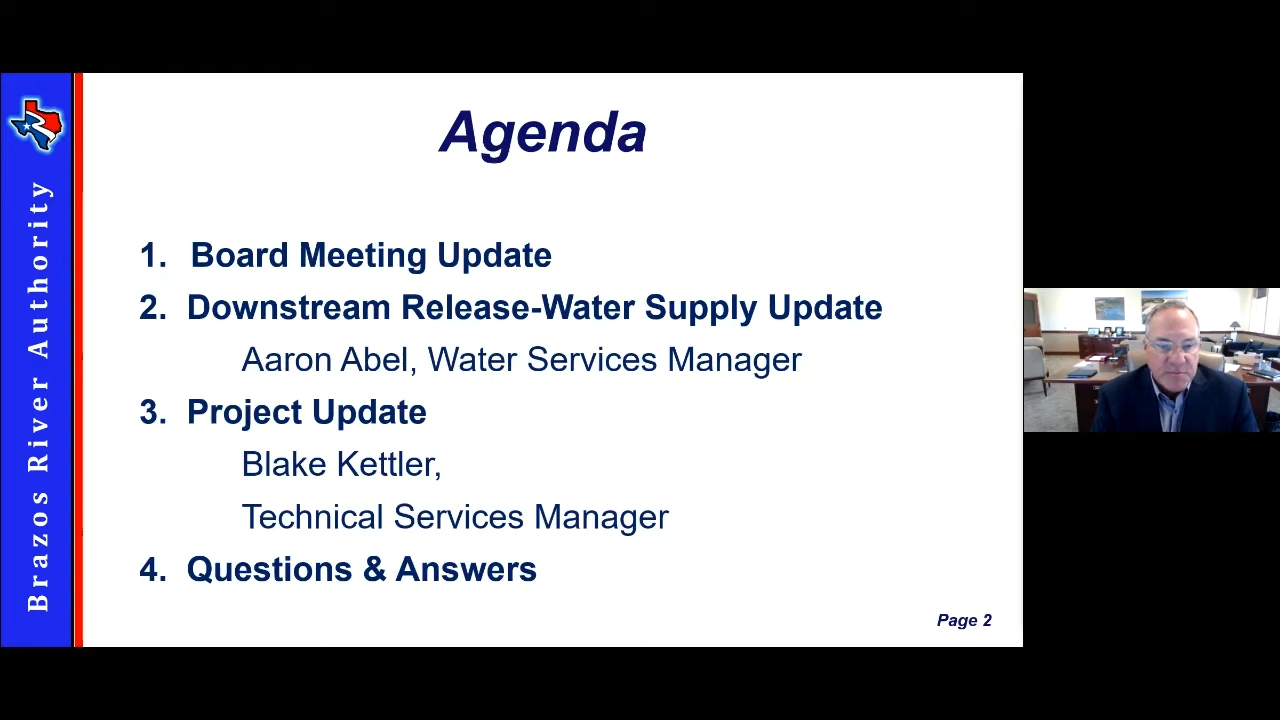 Brazos River Authority
Agenda
1. Board Meeting Update
2. Downstream Release-Water Supply Update
Aaron Abel, Water Services Manager
3. Project Update
Blake Kettler,
Technical Services Manager
4. Questions & Answers
Page 2